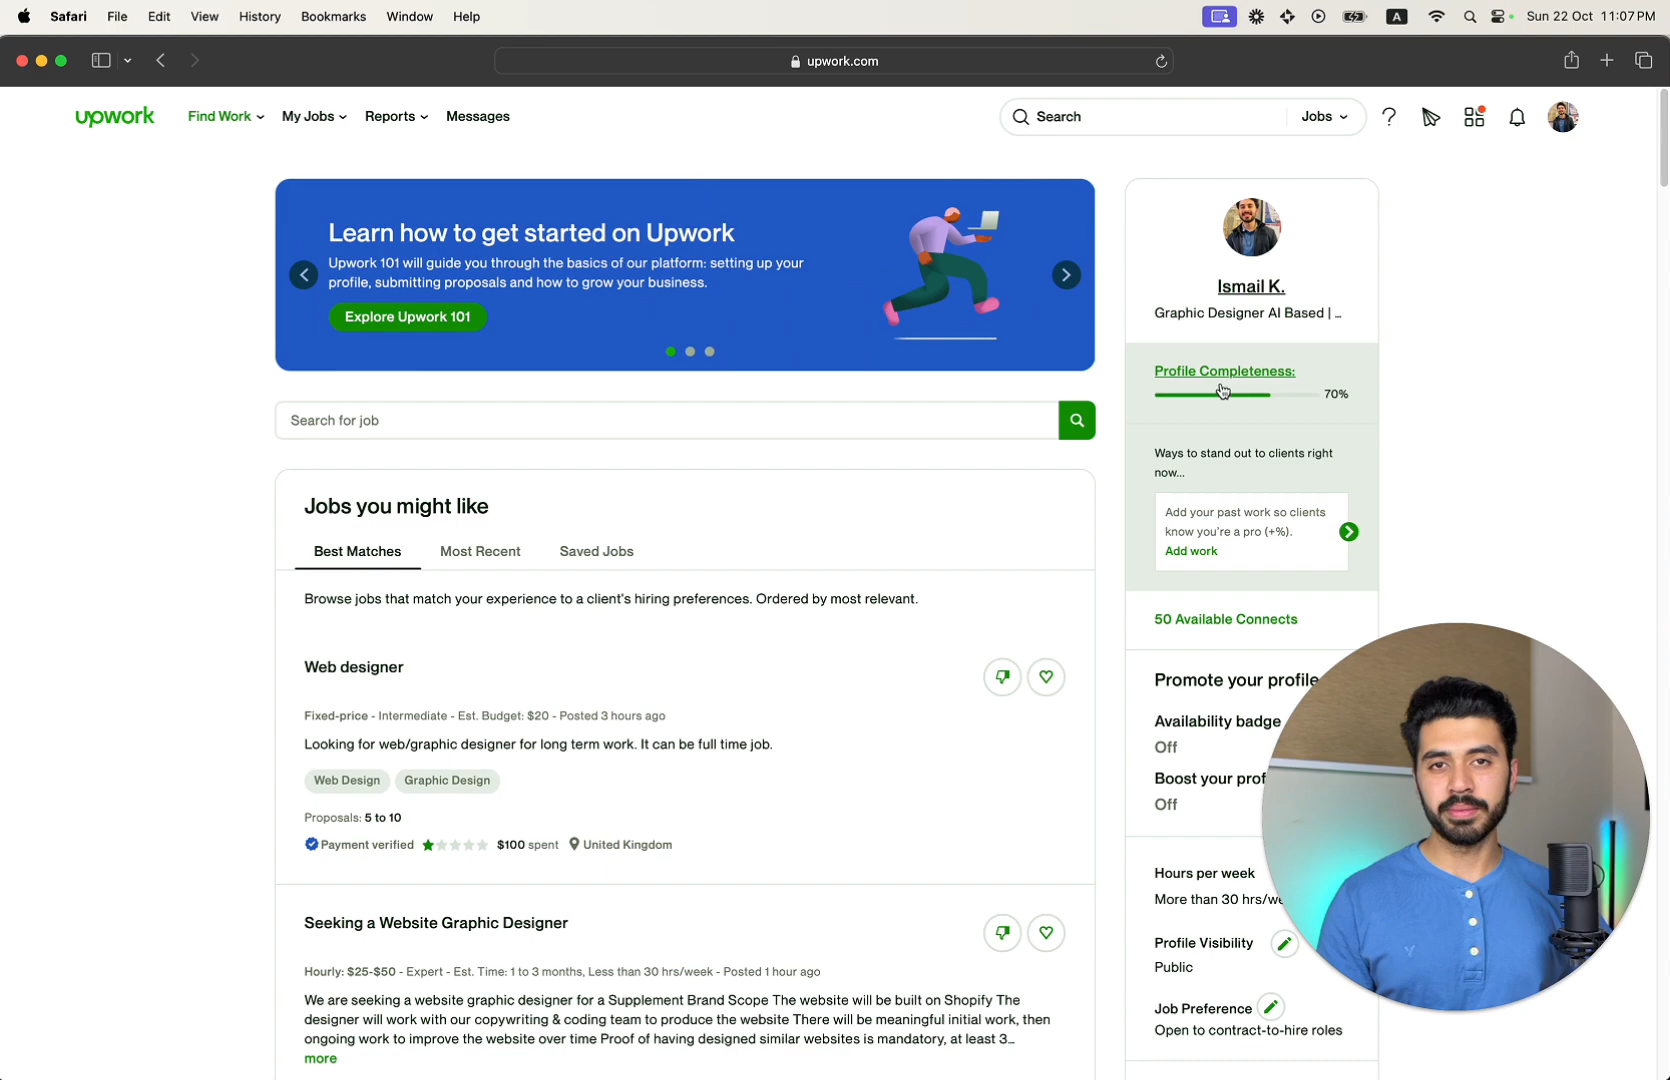 Safari File Edit View History Bookmarks Window Help
A Sun 22 Oct 11:07 PM
upwork.com
upwork Find Work My Jobs Reports Messages
Search Jobs ?
Learn how to get started on Upwork
Upwork 101 will guide you through the basics of our platform: setting up your
profile, submitting proposals and how to grow your business.
Explore Upwork 101
Search for job
Jobs you might like
Best Matches Most Recent Saved Jobs
Browse jobs that match your experience to a client's hiring preferences. Ordered by most relevant.
Web designer
Fixed-price - Intermediate - Est. Budget: $20 - Posted 3 hours ago
Looking for web/graphic designer for long term work. It can be full time job.
Web Design Graphic Design
Proposals: 5 to 10
Payment verified $100 spent United Kingdom
Seeking a Website Graphic Designer
Hourly: $25-$50 - Expert - Est. Time: 1 to 3 months, Less than 30 hrs/week - Posted 1 hour ago
We are seeking a website graphic designer for a Supplement Brand Scope The website will be built on Shopify The
designer will work with our copywriting & coding team to produce the website There will be meaningful initial work, then
ongoing work to improve the website over time Proof of having designed similar websites is mandatory, at least 3...
more
Ismail K.
Graphic Designer AI Based | ...
Profile Completeness:
70%
Ways to stand out to clients right
now...
Add your past work so clients
know you're a pro (+%).
Add work
50 Available Connects
Promote your profile
Availability badge
Off
Boost your prof
Off
Hours per week
More than 30 hrs/we
Profile Visibility
Public
Job Preference
Open to contract-to-hire roles